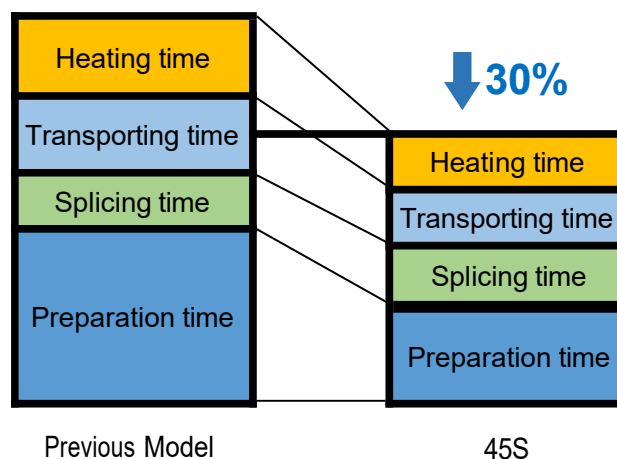 Heating time
Transporting time
Splicing time
Preparation time
Previous Model
30%
Heating time
Transporting time
Splicing time
Preparation time
45S